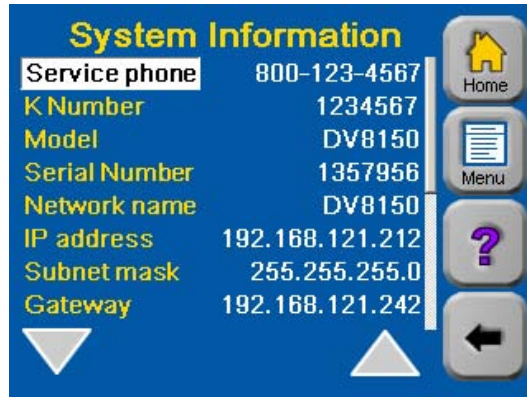 System Information
Service phone 800-123-4567
K Number 1234567
Model DV8150
Serial Number 1357956
Network name DV8150
IP address 192.168.121.212
Subnet mask 255.255.255.0
Gateway 192.168.121.242
Home
Menu
?